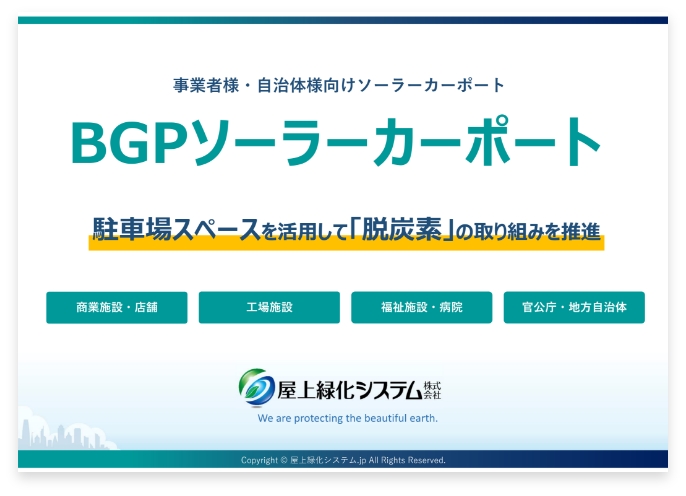 事業者様・自治体様向けソーラーカーポート
BGPソーラーカーポート
駐車場スペースを活用して「脱炭素」の取り組みを推進
商業施設・店舗
工場施設
福祉施設・病院
官公庁・地方自治体
屋上緑化システム株式会社
We are protecting the beautiful earth.
Copyright © 屋上緑化システム.jp All Rights Reserved.